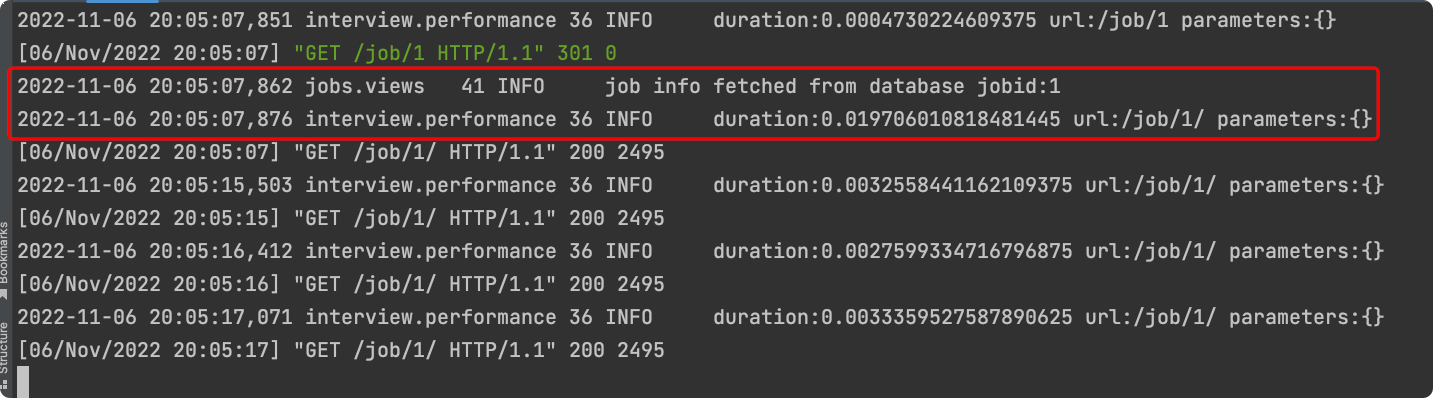 2022-11-06 20:05:07,851 interview.performance 36 INFO     duration:0.0004730224609375 url:/job/1 parameters:{}
[06/Nov/2022 20:05:07] "GET /job/1 HTTP/1.1" 301 0
2022-11-06 20:05:07,862 jobs.views   41 INFO     job info fetched from database jobid:1
2022-11-06 20:05:07,876 interview.performance 36 INFO     duration:0.019706010818481445 url:/job/1/ parameters:{}
[06/Nov/2022 20:05:07] "GET /job/1/ HTTP/1.1" 200 2495
2022-11-06 20:05:15,503 interview.performance 36 INFO     duration:0.0032558441162109375 url:/job/1/ parameters:{}
[06/Nov/2022 20:05:15] "GET /job/1/ HTTP/1.1" 200 2495
2022-11-06 20:05:16,412 interview.performance 36 INFO     duration:0.0027599334716796875 url:/job/1/ parameters:{}
[06/Nov/2022 20:05:16] "GET /job/1/ HTTP/1.1" 200 2495
2022-11-06 20:05:17,071 interview.performance 36 INFO     duration:0.0033359527587890625 url:/job/1/ parameters:{}
[06/Nov/2022 20:05:17] "GET /job/1/ HTTP/1.1" 200 2495
Bookmarks
Structure